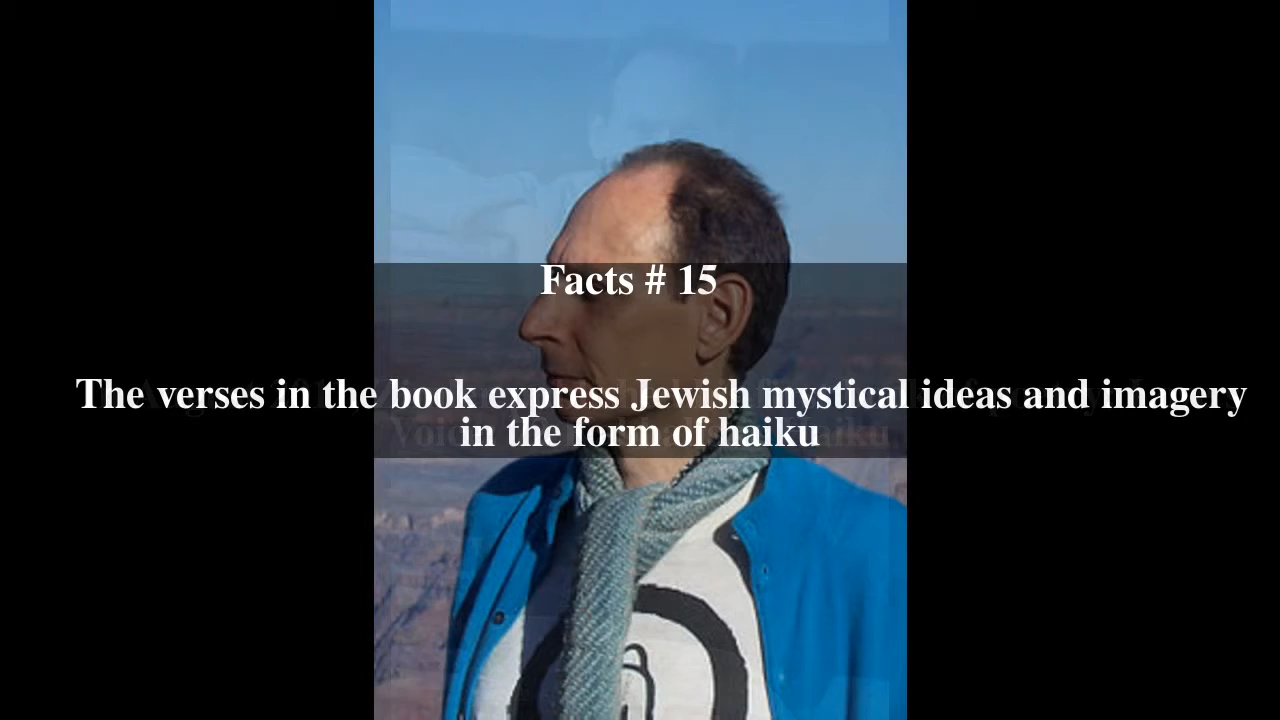 Facts # 15
The verses in the book express Jewish mystical ideas and imagery
in the form of haiku